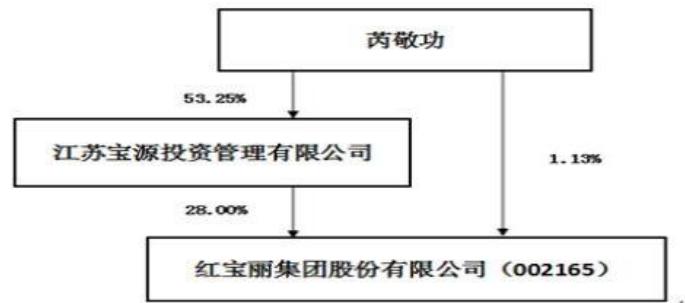 芮敬功
53.25%
江苏宝源投资管理有限公司
1.13%
28.00%
红宝丽集团股份有限公司（002165）